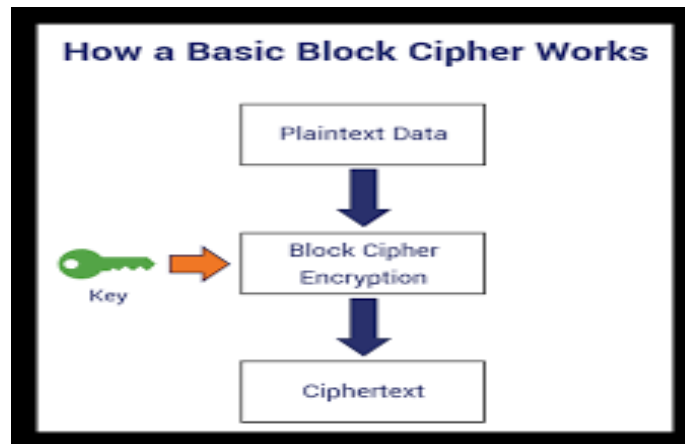 How a Basic Block Cipher Works
Plaintext Data
Block Cipher
Encryption
Key
Ciphertext